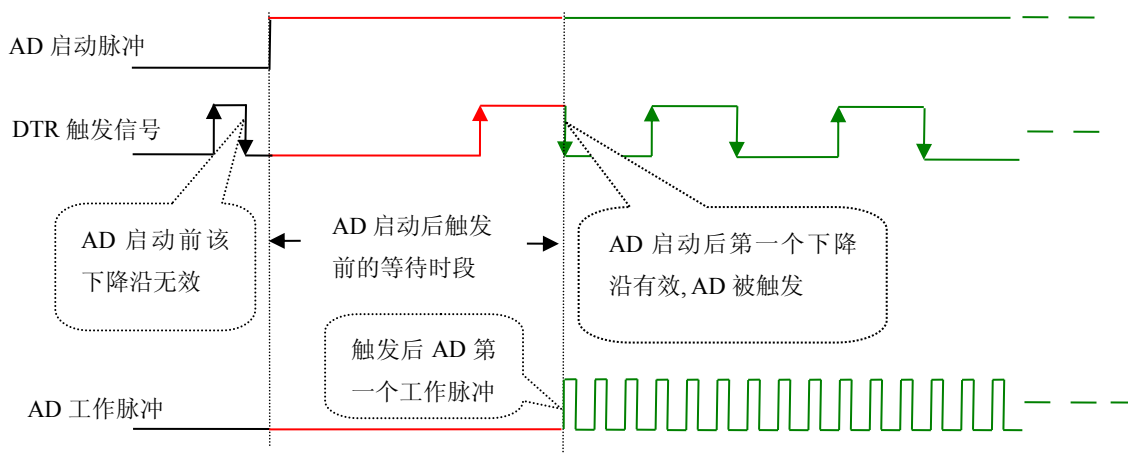 AD 启动脉冲
DTR 触发信号
AD 启动前该
下降沿无效
AD 启动后触发
前的等待时段
AD 启动后第一个下降
沿有效, AD 被触发
触发后 AD 第
一个工作脉冲
AD 工作脉冲